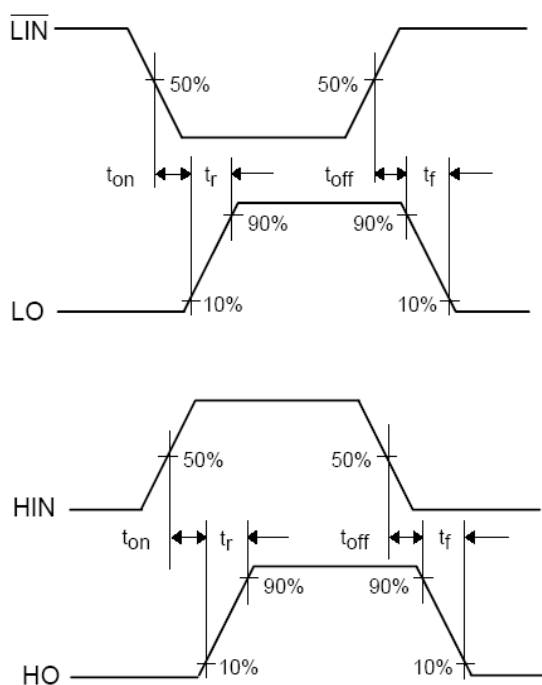 LIN
50% 50%
ton tr toff tf
90% 90%
10% 10%
LO
50% 50%
HIN
ton tr toff tf
90% 90%
10% 10%
HO